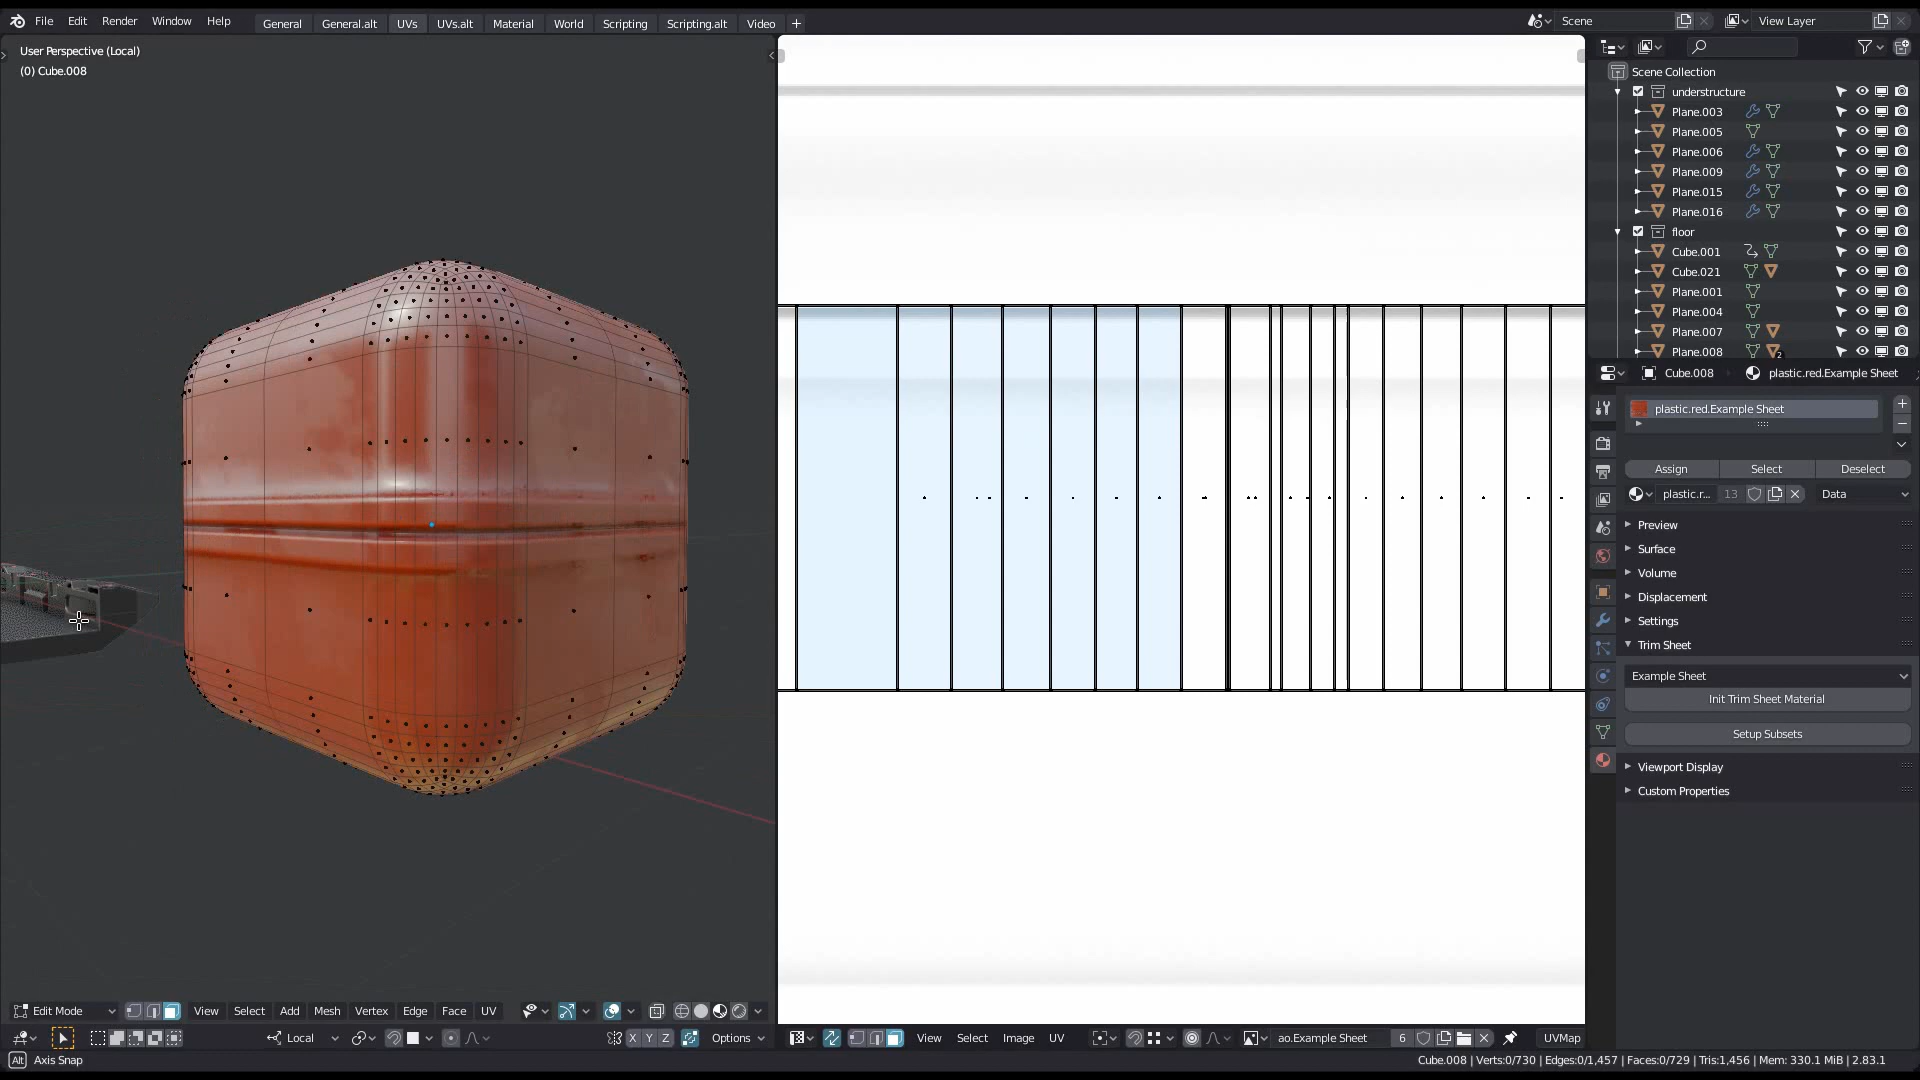 File Edit Render Window Help General General.alt UVs UVs.alt Material World Scripting Scripting.alt Video + Scene View Layer
User Perspective (Local)
(0) Cube.008
Scene Collection
understructure
Plane.003
Plane.005
Plane.006
Plane.009
Plane.015
Plane.016
floor
Cube.001
Cube.021
Plane.001
Plane.004
Plane.007
Plane.008 2
Cube.008 plastic.red.Example Sheet
plastic.red.Example Sheet
Assign Select Deselect
plastic.r... 13 Data
Preview
Surface
Volume
Displacement
Settings
Trim Sheet
Example Sheet
Init Trim Sheet Material
Setup Subsets
Viewport Display
Custom Properties
Edit Mode View Select Add Mesh Vertex Edge Face UV
Local X Y Z Options View Select Image UV ao.Example Sheet 6 UVMap
Alt Axis Snap Cube.008 | Verts:0/730 | Edges:0/1,457 | Faces:0/729 | Tris:1,456 | Mem: 330.1 MiB | 2.83.1